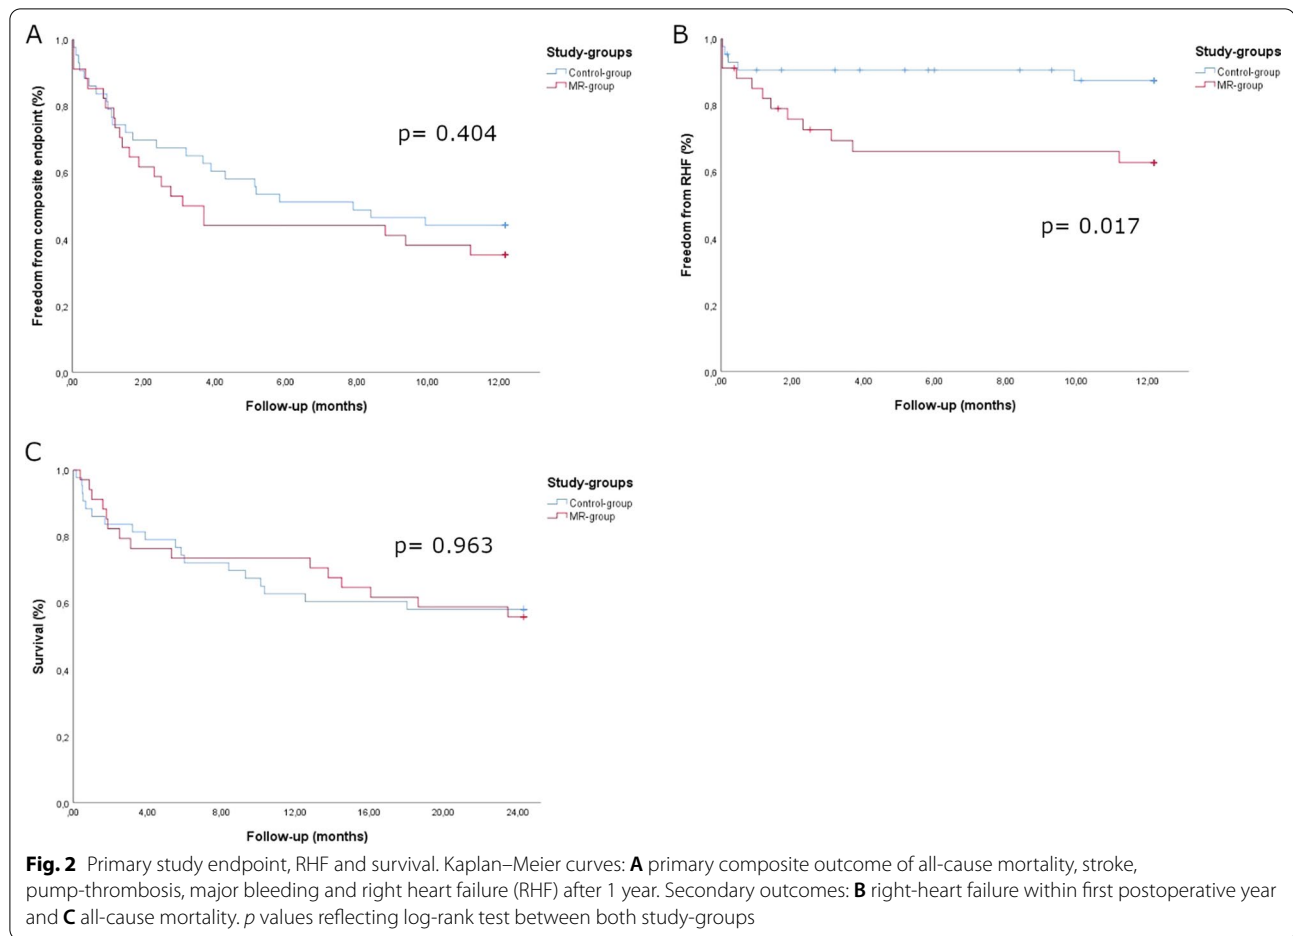 A
1,0
0,8
0,6
0,4
0,2
0,0
Freedom from composite endpoint (%)
,00 2,00 4,00 6,00 8,00 10,00 12,00
Follow-up (months)
Study-groups
Control-group
MR-group
p= 0.404
B
1,0
0,8
0,6
0,4
0,2
0,0
Freedom from RHF (%)
,00 2,00 4,00 6,00 8,00 10,00 12,00
Follow-up (months)
Study-groups
Control-group
MR-group
p= 0.017
C
1,0
0,8
0,6
0,4
0,2
0,0
Survival (%)
,00 4,00 8,00 12,00 16,00 20,00 24,00
Follow-up (months)
Study-groups
Control-group
MR-group
p= 0.963
Fig. 2 Primary study endpoint, RHF and survival. Kaplan–Meier curves: A primary composite outcome of all-cause mortality, stroke,
pump-thrombosis, major bleeding and right heart failure (RHF) after 1 year. Secondary outcomes: B right-heart failure within first postoperative year
and C all-cause mortality. p values reflecting log-rank test between both study-groups